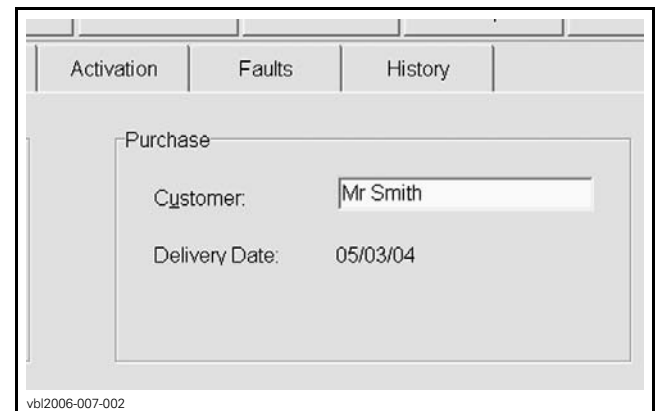 Activation Faults History
Purchase
Customer: Mr Smith
Delivery Date: 05/03/04
vbl2006-007-002